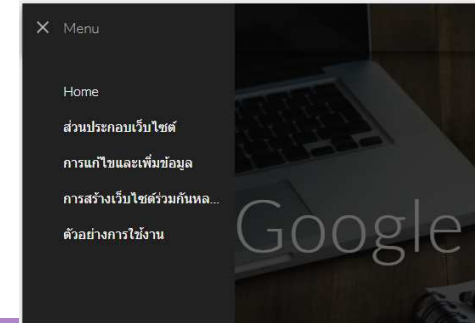 × Menu
Home
ส่วนประกอบเว็บไซต์
การแก้ไขและเพิ่มข้อมูล
การสร้างเว็บไซต์ร่วมกันหล...
ตัวอย่างการใช้งาน
Google